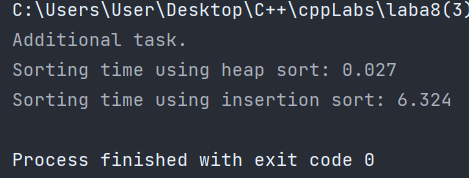 C:\Users\User\Desktop\C++\cppLabs\laba8(3)
Additional task.
Sorting time using heap sort: 0.027
Sorting time using insertion sort: 6.324
Process finished with exit code 0